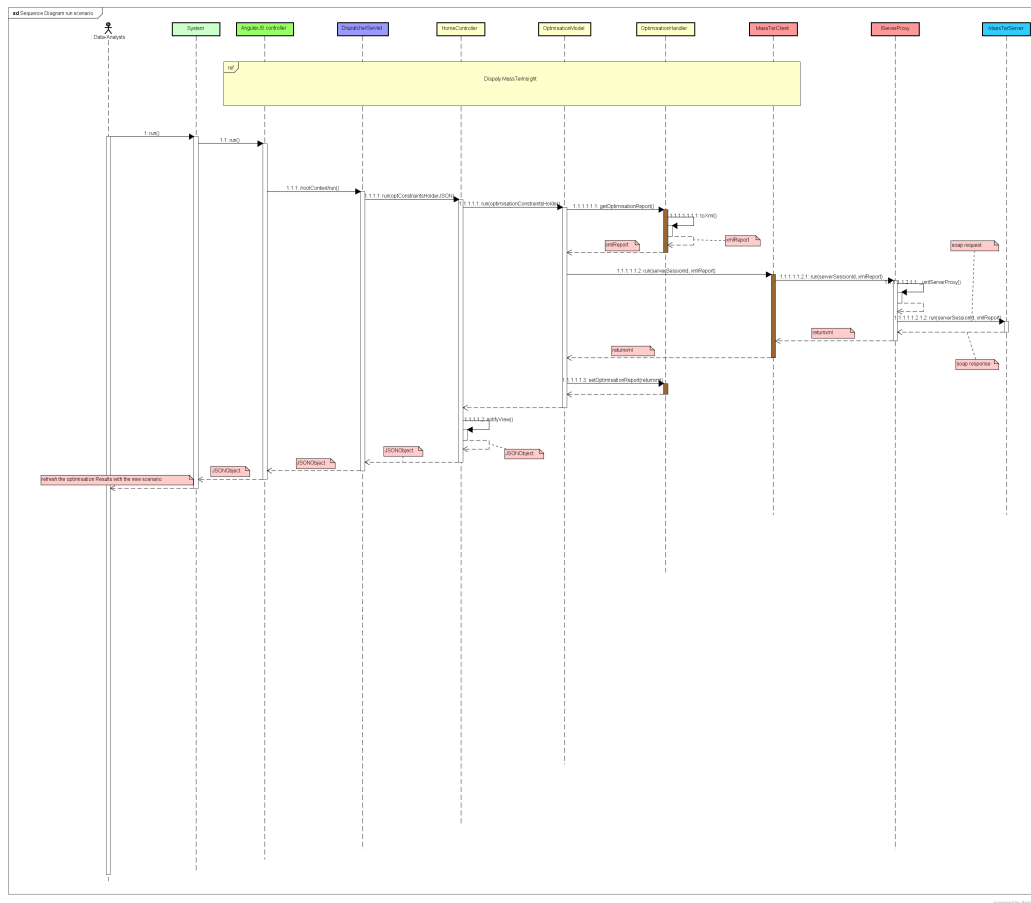 sd Sequence Diagram run scenario
Data-Analysts
System
AngularJS controller
DispatcherServlet
HomeController
OptimisationModel
OptimisationHandler
MassTierClient
IServerProxy
MassTierServer
ref
Dispaly MassTierInsight
1: run()
1.1: run()
1.1.1: /rootContext/run()
1.1.1.1: run(optConstraintsHolderJSON)
1.1.1.1.1: run(optimisationConstraintsHolder)
1.1.1.1.1.1: getOptimisationReport()
1.1.1.1.1.1.1: toXml()
xmlReport
xmlReport
soap request
1.1.1.1.1.2: run(serverSessionId, xmlReport)
1.1.1.1.1.2.1: run(serverSessionId, xmlReport)
1.1.1.1.1.2.1.2: run(serverSessionId, xmlReport)
returnxml
returnxml
soap response
1.1.1.1.1.3: setOptimisationReport(returnxml)
1.1.1.1.2: notifyView()
JSONObject
JSONObject
JSONObject
JSONObject
refresh the optimisation Results with the new scenario